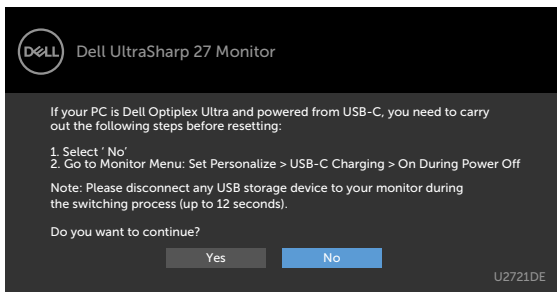 DELL
Dell UltraSharp 27 Monitor
If your PC is Dell Optiplex Ultra and powered from USB-C, you need to carry
out the following steps before resetting:
1. Select ‘ No’
2. Go to Monitor Menu: Set Personalize > USB-C Charging > On During Power Off
Note: Please disconnect any USB storage device to your monitor during
the switching process (up to 12 seconds).
Do you want to continue?
Yes No
U2721DE